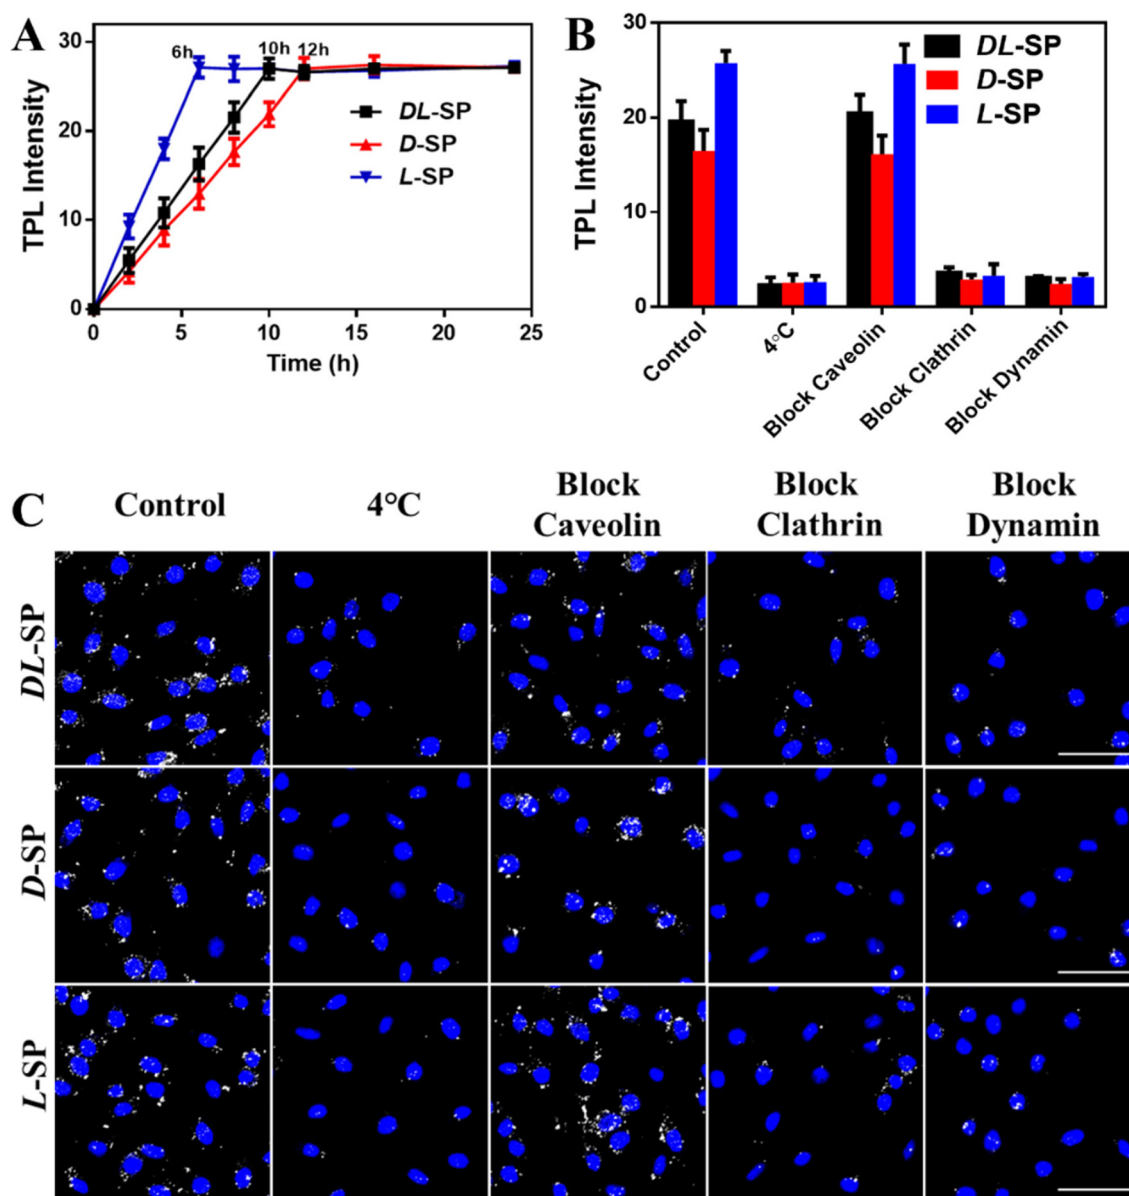 A
30
20
10
0
TPL Intensity
6h
10h
12h
DL-SP
D-SP
L-SP
0
5
10
15
20
25
Time (h)
B
30
20
10
0
TPL Intensity
DL-SP
D-SP
L-SP
Control
4°C
Block Caveolin
Block Clathrin
Block Dynamin
C
Control
4°C
Block
Caveolin
Block
Clathrin
Block
Dynamin
DL-SP
D-SP
L-SP